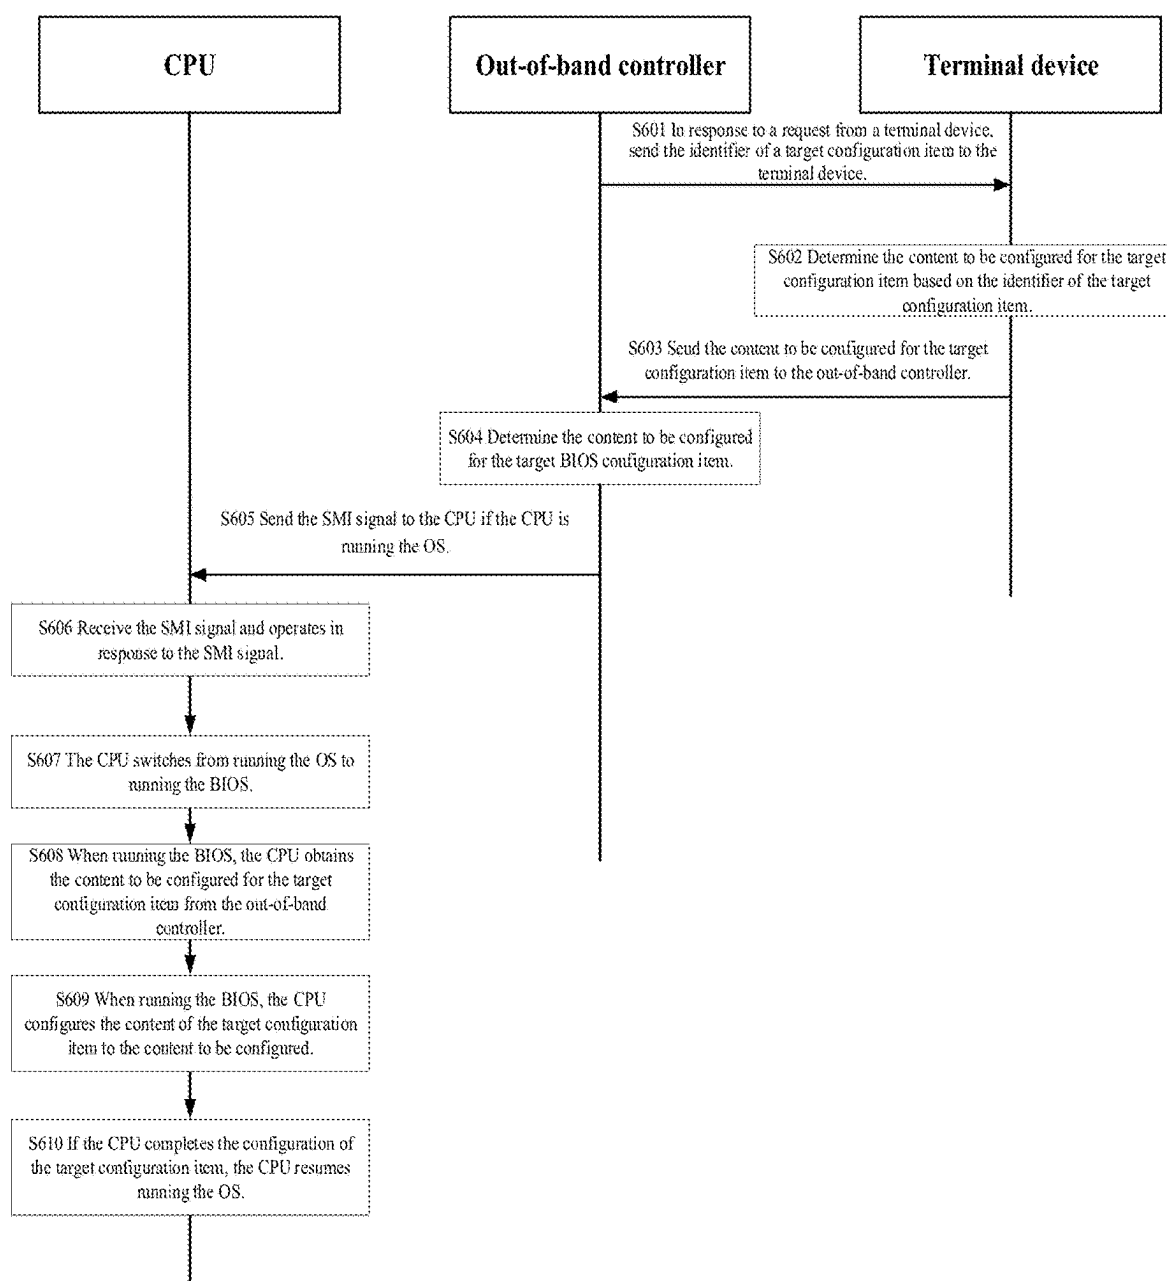 CPU
Out-of-band controller
Terminal device
S601 In response to a request from a terminal device,
send the identifier of a target configuration item to the
terminal device.
S602 Determine the content to be configured for the target
configuration item based on the identifier of the target
configuration item.
S603 Send the content to be configured for the target
configuration item to the out-of-band controller.
S604 Determine the content to be configured
for the target BIOS configuration item.
S605 Send the SMI signal to the CPU if the CPU is
running the OS.
S606 Receive the SMI signal and operates in
response to the SMI signal.
S607 The CPU switches from running the OS to
running the BIOS.
S608 When running the BIOS, the CPU obtains
the content to be configured for the target
configuration item from the out-of-band
controller.
S609 When running the BIOS, the CPU
configures the content of the target configuration
item to the content to be configured.
S610 If the CPU completes the configuration of
the target configuration item, the CPU resumes
running the OS.